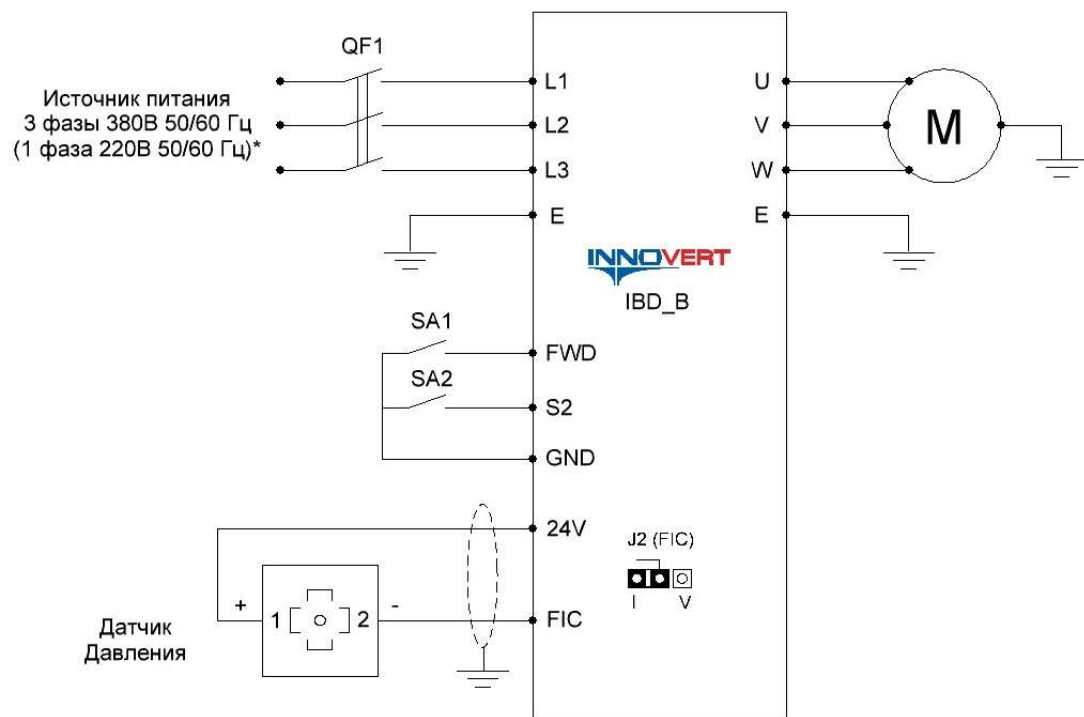 QF1
Источник питания
3 фазы 380В 50/60 Гц
(1 фаза 220В 50/60 Гц)*
L1
L2
L3
E
U
V
W
E
M
INNOVERT
IBD_B
SA1
FWD
SA2
S2
GND
24V
J2 (FIC)
I V
+
-
1 2
FIC
Датчик
Давления